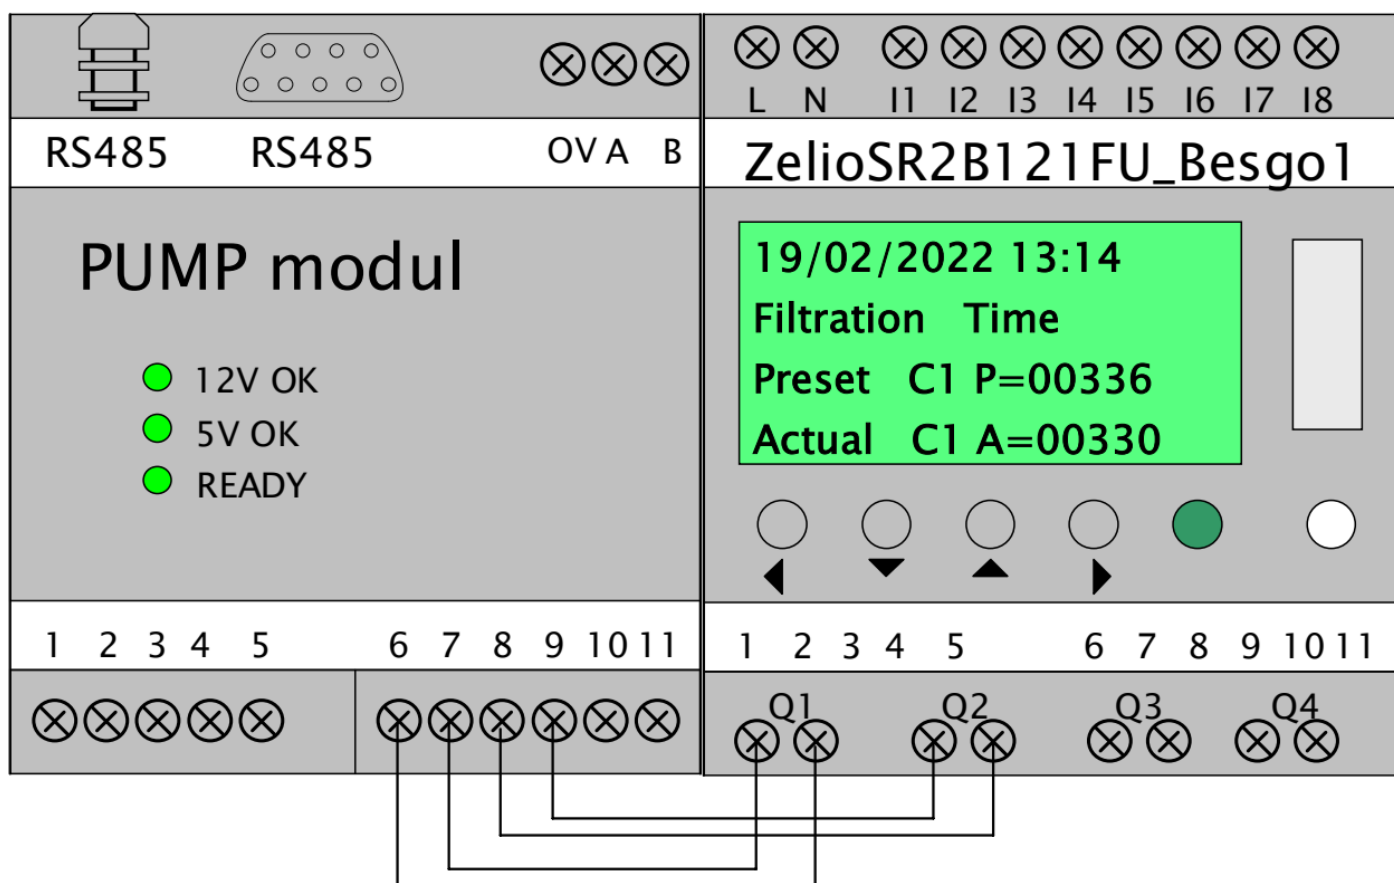 L N I1 I2 I3 I4 I5 I6 I7 I8
RS485 RS485 OV A B
ZelioSR2B121FU_Besgo1
PUMP modul
12V OK
5V OK
READY
19/02/2022 13:14
Filtration Time
Preset C1 P=00336
Actual C1 A=00330
1 2 3 4 5 6 7 8 9 10 11
1 2 3 4 5 6 7 8 9 10 11
Q1 Q2 Q3 Q4